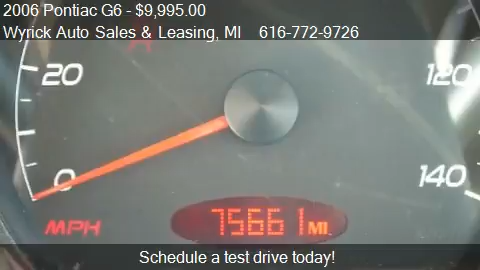 2006 Pontiac G6 - $9,995.00
Wyrick Auto Sales & Leasing, MI 616-772-9726
20
120
0
140
MPH
75661 MI.
Schedule a test drive today!